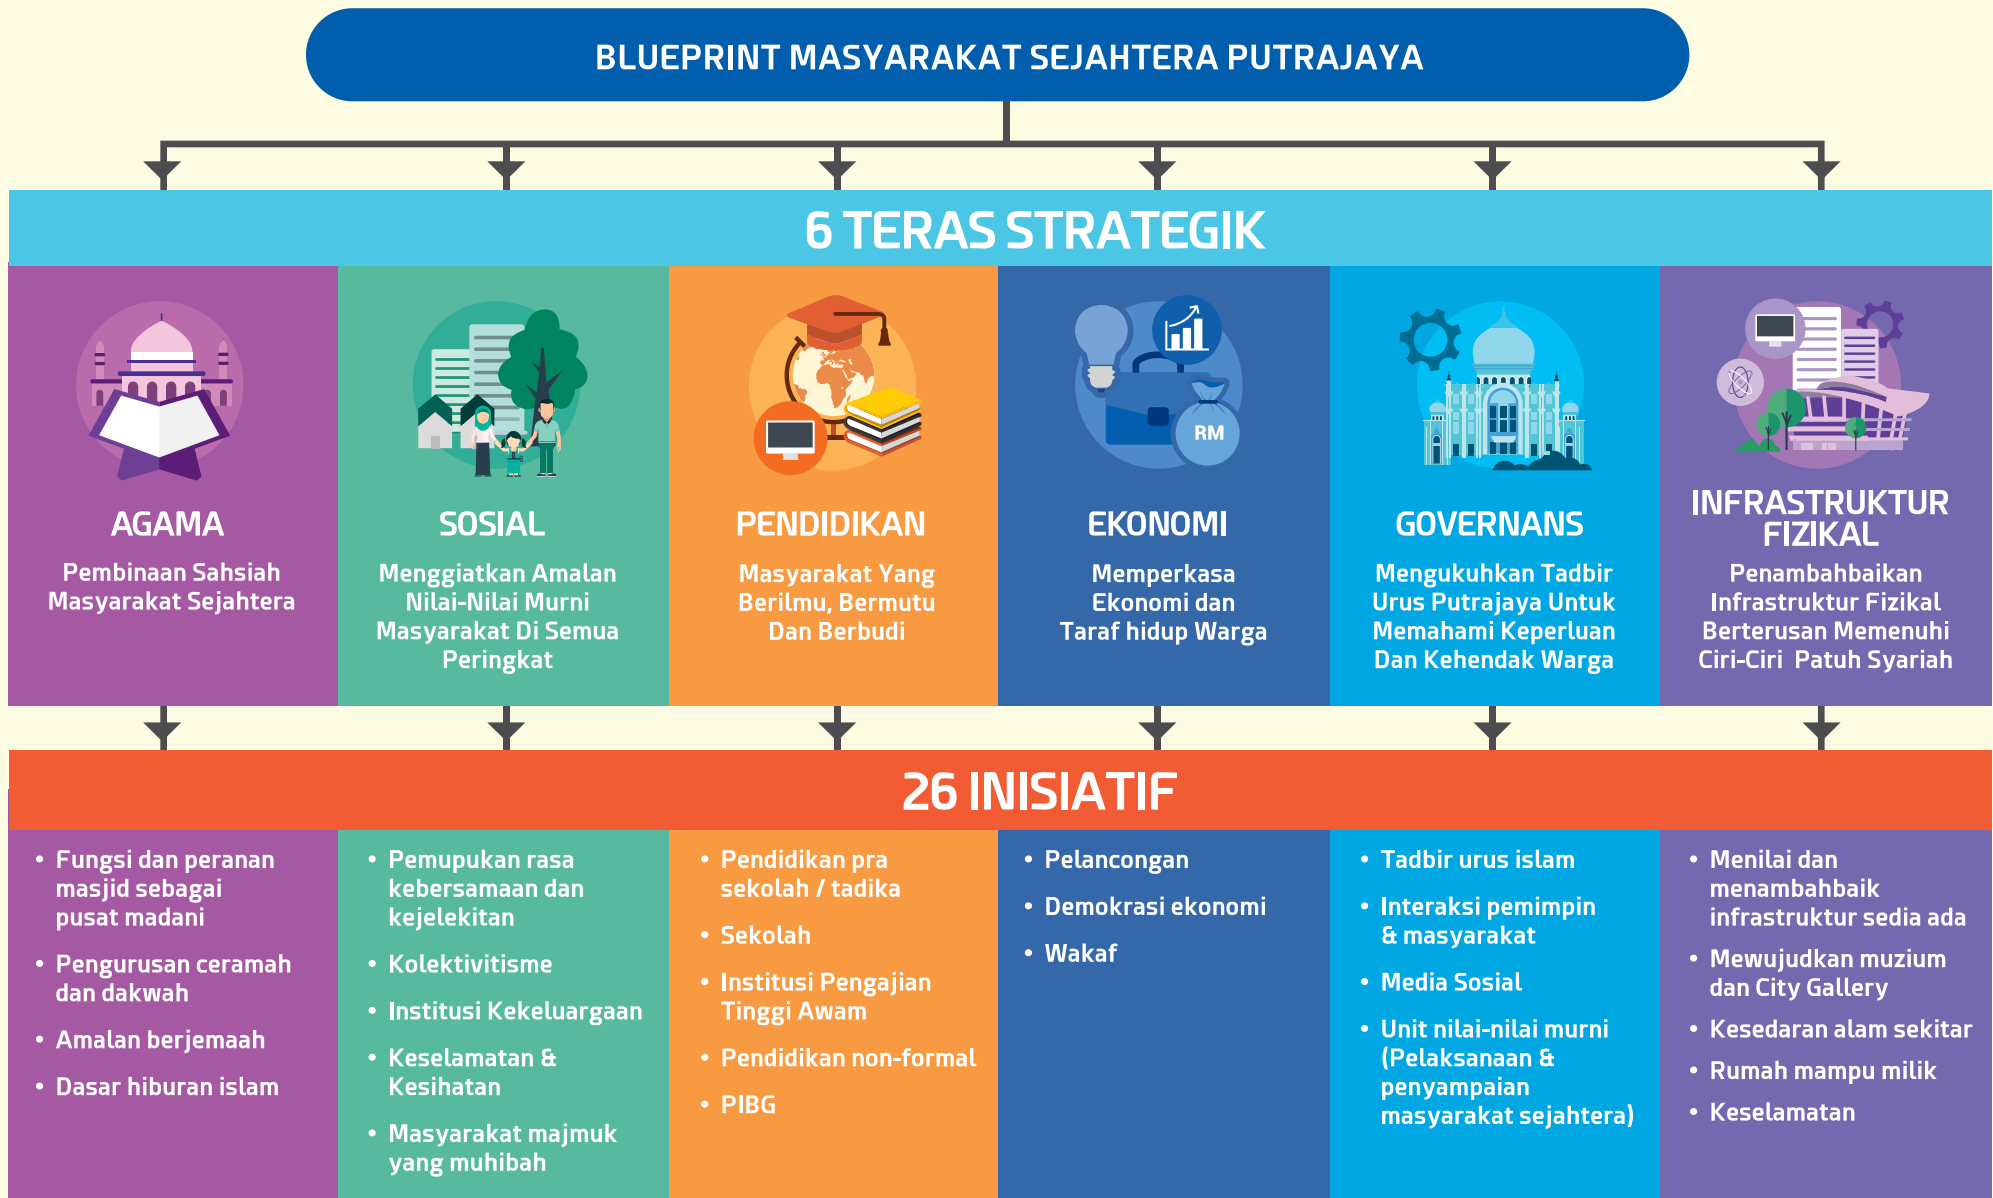 BLUEPRINT MASYARAKAT SEJAHTERA PUTRAJAYA
6 TERAS STRATEGIK
AGAMA
Pembinaan Sahsiah
Masyarakat Sejahtera
SOSIAL
Menggiatkan Amalan
Nilai-Nilai Murni
Masyarakat Di Semua
Peringkat
PENDIDIKAN
Masyarakat Yang
Berilmu, Bermutu
Dan Berbudi
RM
EKONOMI
Memperkasa
Ekonomi dan
Taraf hidup Warga
GOVERNANS
Mengukuhkan Tadbir
Urus Putrajaya Untuk
Memahami Keperluan
Dan Kehendak Warga
INFRASTRUKTUR
FIZIKAL
Penambahbaikan
Infrastruktur Fizikal
Berterusan Memenuhi
Ciri-Ciri Patuh Syariah
26 INISIATIF
• Fungsi dan peranan
masjid sebagai
pusat madani
• Pengurusan ceramah
dan dakwah
• Amalan berjemaah
• Dasar hiburan islam
• Pemupukan rasa
kebersamaan dan
kejelekitan
• Kolektivitisme
• Institusi Kekeluargaan
• Keselamatan &
Kesihatan
• Masyarakat majmuk
yang muhibah
• Pendidikan pra
sekolah / tadika
• Sekolah
• Institusi Pengajian
Tinggi Awam
• Pendidikan non-formal
• PIBG
• Pelancongan
• Demokrasi ekonomi
• Wakaf
• Tadbir urus islam
• Interaksi pemimpin
& masyarakat
• Media Sosial
• Unit nilai-nilai murni
(Pelaksanaan &
penyampaian
masyarakat sejahtera)
• Menilai dan
menambahbaik
infrastruktur sedia ada
• Mewujudkan muzium
dan City Gallery
• Kesedaran alam sekitar
• Rumah mampu milik
• Keselamatan